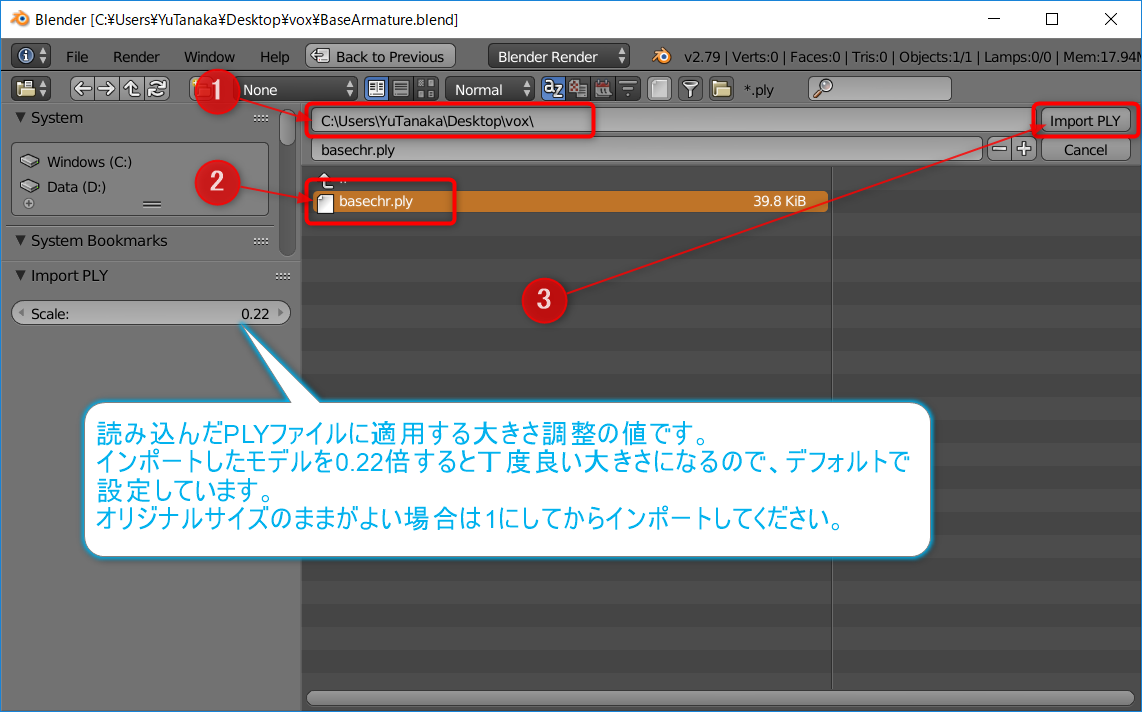 Blender [C:¥Users¥YuTanaka¥Desktop¥vox¥BaseArmature.blend]
File Render Window Help Back to Previous Blender Render v2.79 | Verts:0 | Faces:0 | Tris:0 | Objects:1/1 | Lamps:0/0 | Mem:17.94M
1 None Normal az *.ply
System
C:\Users\YuTanaka\Desktop\vox\
Import PLY
basechr.ply
Cancel
Windows (C:)
Data (D:)
2
..
basechr.ply 39.8 KiB
System Bookmarks
Import PLY
3
Scale: 0.22
読み込んだPLYファイルに適用する大きさ調整の値です。
インポートしたモデルを0.22倍すると丁度良い大きさになるので、デフォルトで
設定しています。
オリジナルサイズのままがよい場合は1にしてからインポートしてください。